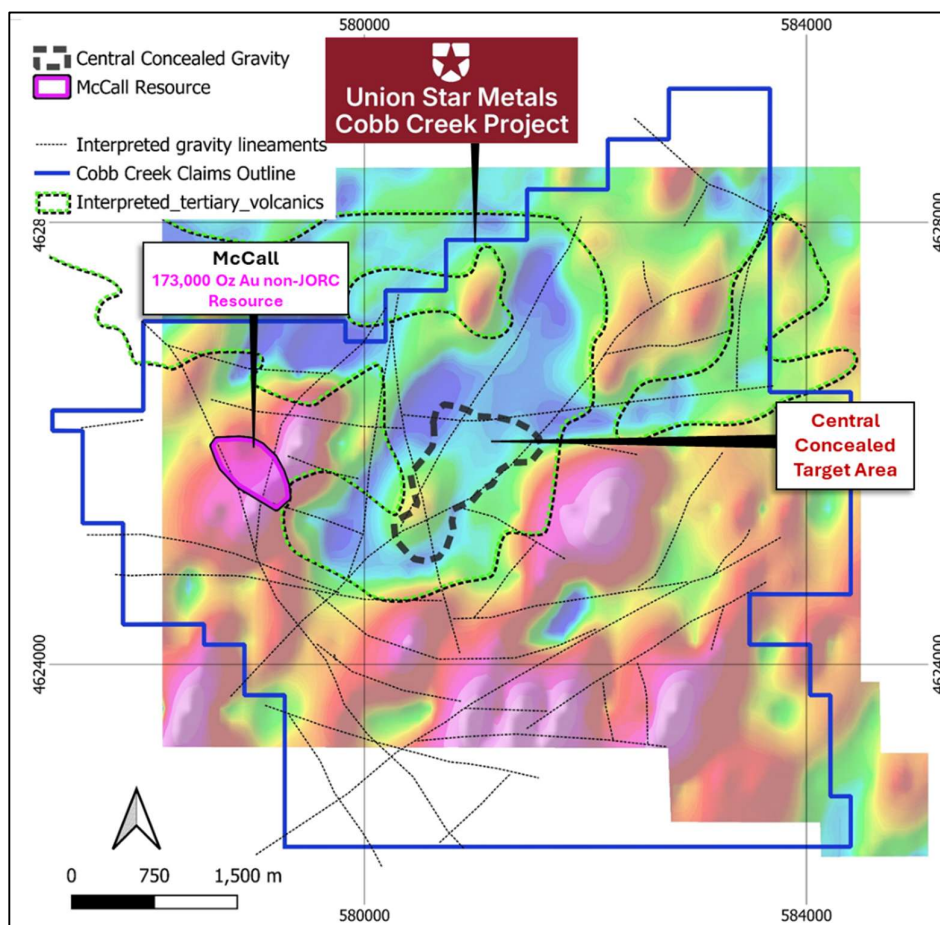 580000
584000
Central Concealed Gravity
McCall Resource
Interpreted gravity lineaments
Cobb Creek Claims Outline
Interpreted_tertiary_volcanics
Union Star Metals
Cobb Creek Project
4628
4628000
McCall
173,000 Oz Au non-JORC
Resource
Central
Concealed
Target Area
4624000
4624000
0 750 1,500 m
580000
584000